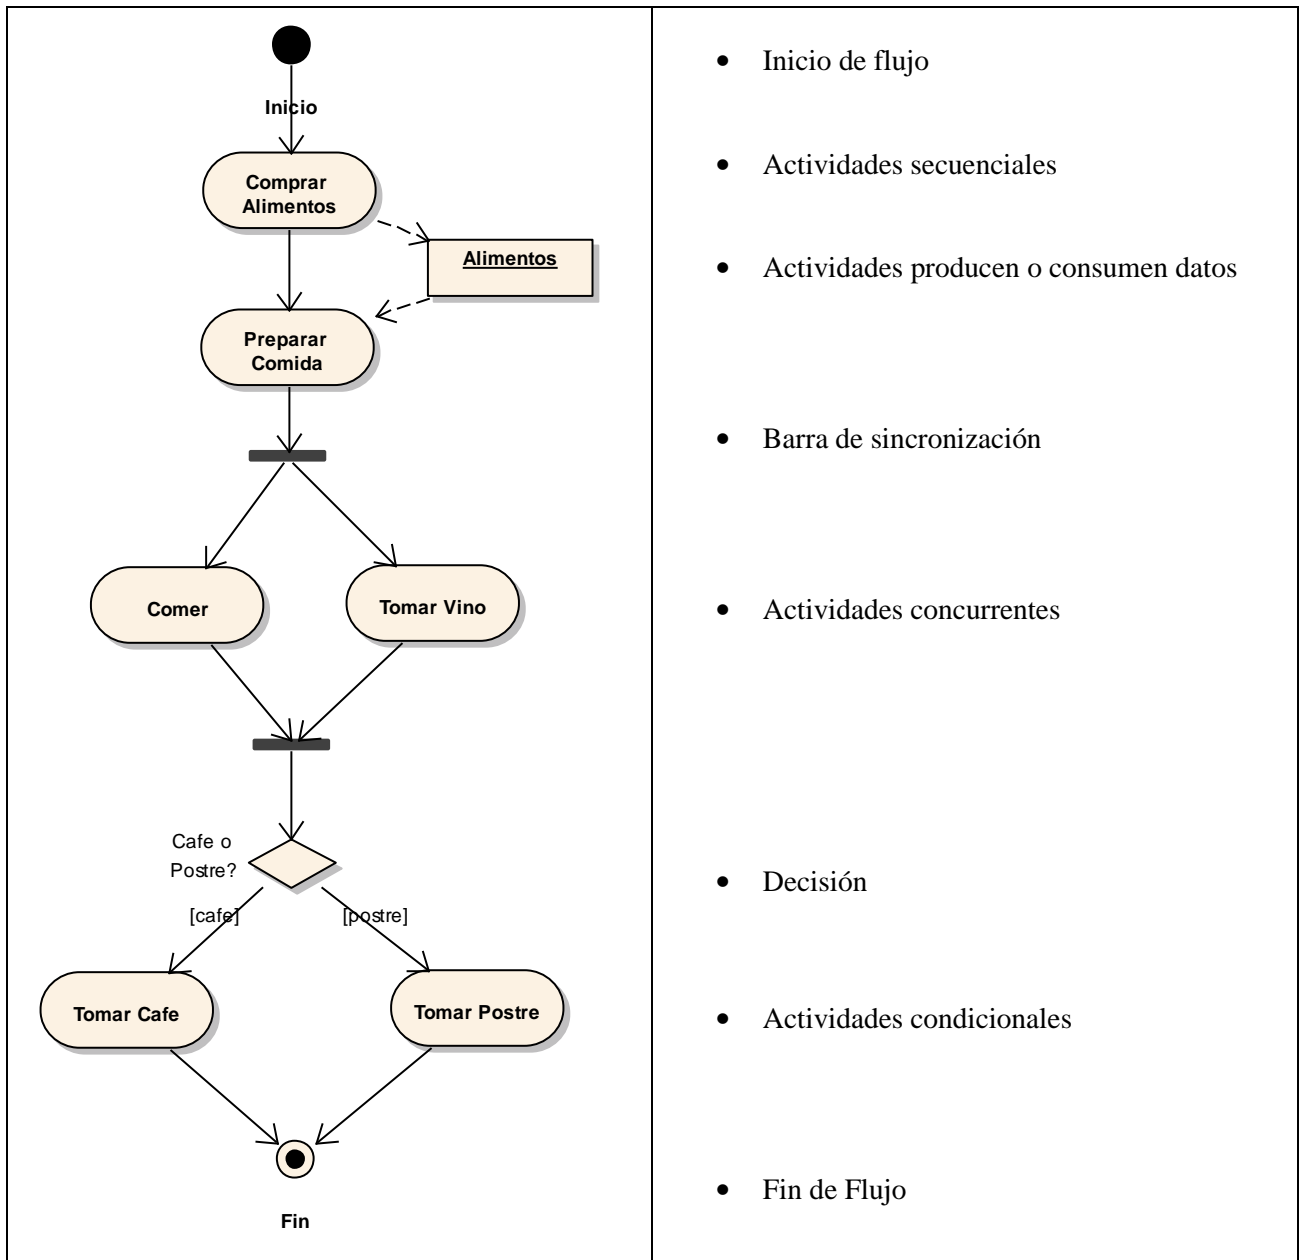 Inicio
Comprar
Alimentos
Alimentos
Preparar
Comida
Comer
Tomar Vino
Cafe o
Postre?
[cafe]
[postre]
Tomar Cafe
Tomar Postre
Fin
• Inicio de flujo
• Actividades secuenciales
• Actividades producen o consumen datos
• Barra de sincronización
• Actividades concurrentes
• Decisión
• Actividades condicionales
• Fin de Flujo